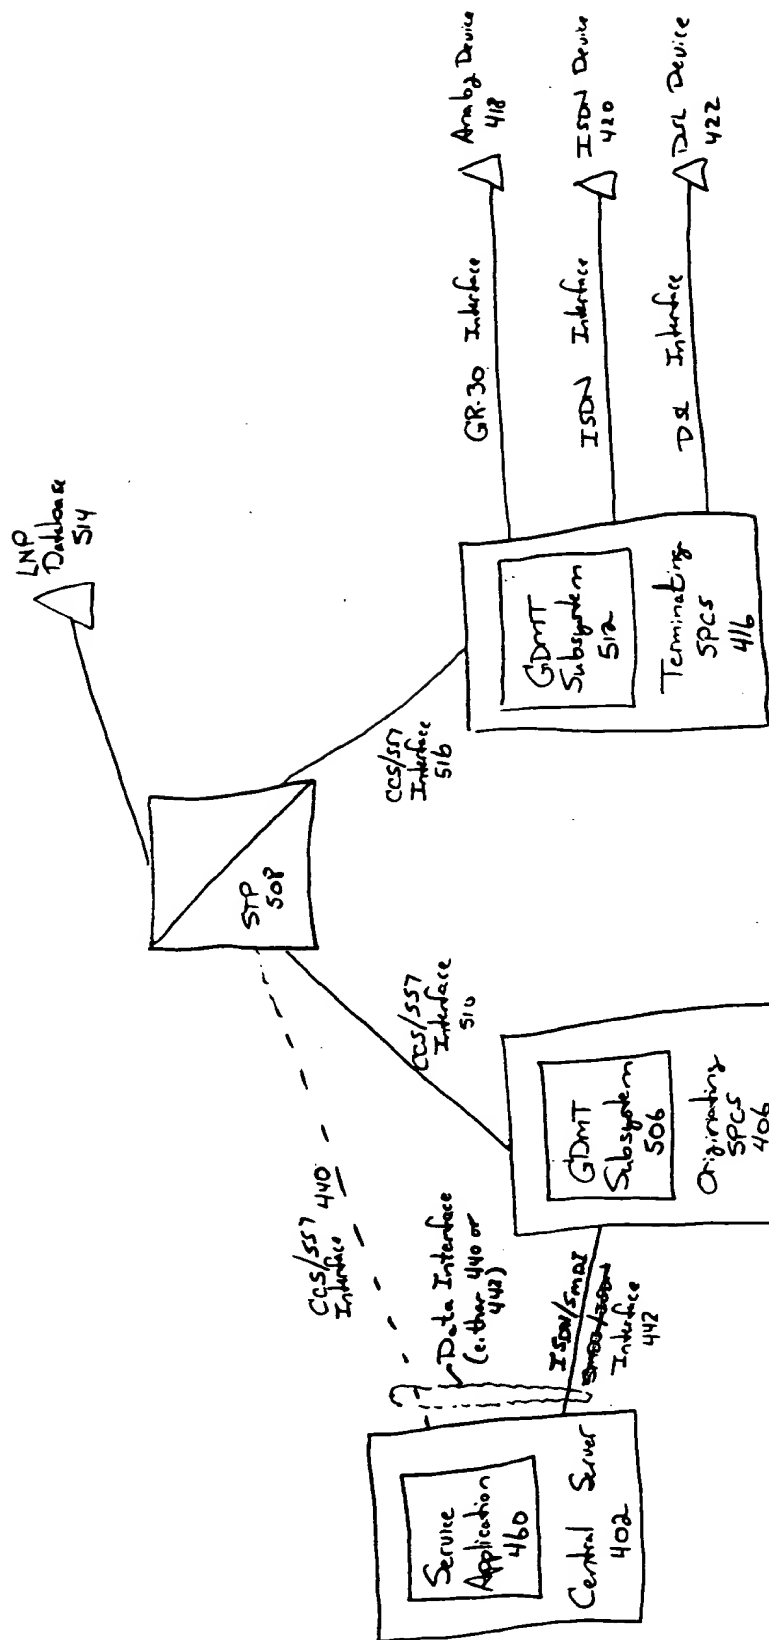 LNP
Database
514
STP
508
CCS/SS7
Interface 440
CCS/SS7
Interface
510
CCS/SS7
Interface
516
Data Interface
(either 440 or
442)
Service
Application
460
Central Server
402
ISDN/SMDI
Interface
442
GDMT
Subsystem
506
Originating
SPCS
406
GDMT
Subsystem
512
Terminating
SPCS
416
GR-30 Interface
Analog Device
418
ISDN Interface
ISDN Device
420
DSL Interface
DSL Device
422